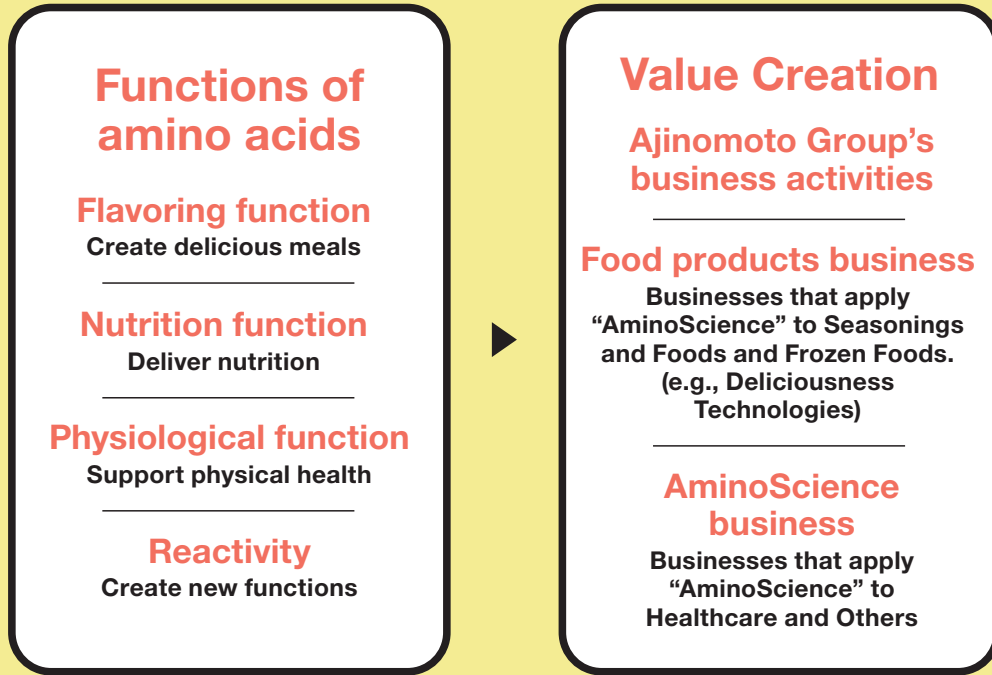 Functions of
amino acids
Flavoring function
Create delicious meals
Nutrition function
Deliver nutrition
Physiological function
Support physical health
Reactivity
Create new functions
Value Creation
Ajinomoto Group’s
business activities
Food products business
Businesses that apply
“AminoScience” to Seasonings
and Foods and Frozen Foods.
(e.g., Deliciousness
Technologies)
AminoScience
business
Businesses that apply
“AminoScience” to
Healthcare and Others